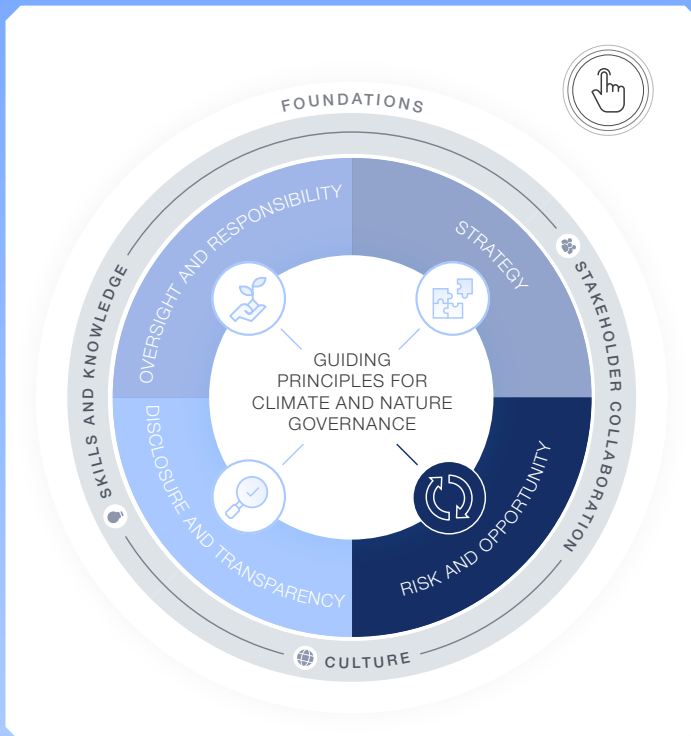 FOUNDATIONS
OVERSIGHT AND RESPONSIBILITY
STRATEGY
SKILLS AND KNOWLEDGE
STAKEHOLDER COLLABORATION
GUIDING
PRINCIPLES FOR
CLIMATE AND NATURE
GOVERNANCE
DISCLOSURE AND TRANSPARENCY
RISK AND OPPORTUNITY
CULTURE